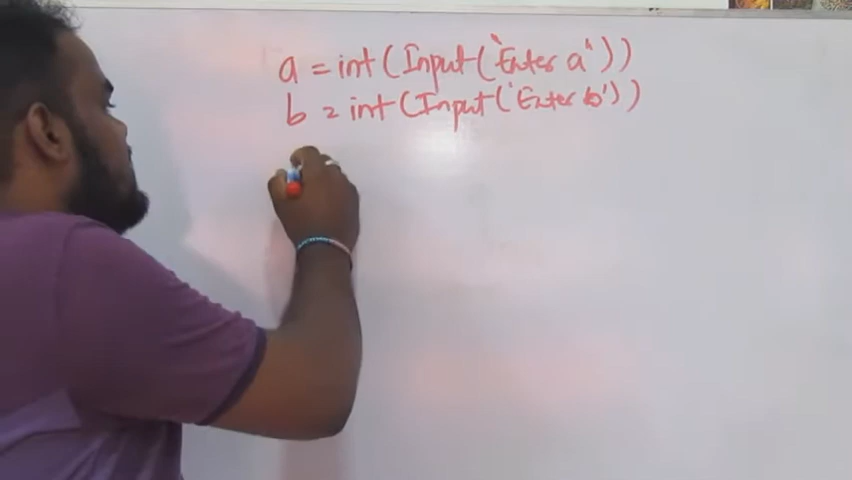 a = int(Input('Enter a'))
b = int(Input('Enter b'))